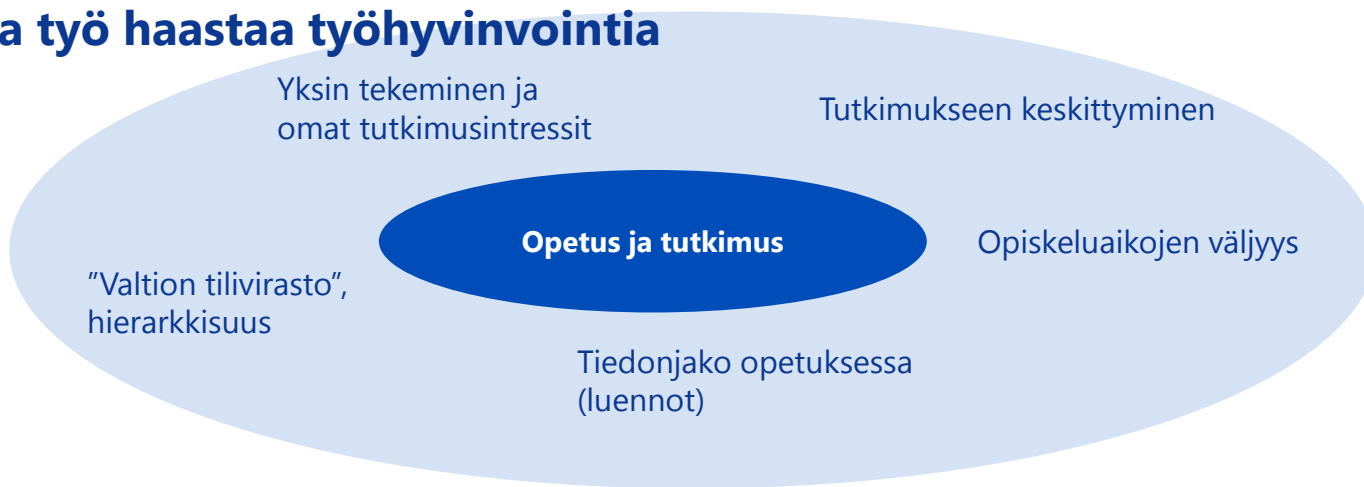 a työ haastaa työhyvinvointia
Yksin tekeminen ja
omat tutkimusintressit
Tutkimukseen keskittyminen
Opetus ja tutkimus
Opiskeluaikojen väljyys
”Valtion tilivirasto”,
hierarkkisuus
Tiedonjako opetuksessa
(luennot)